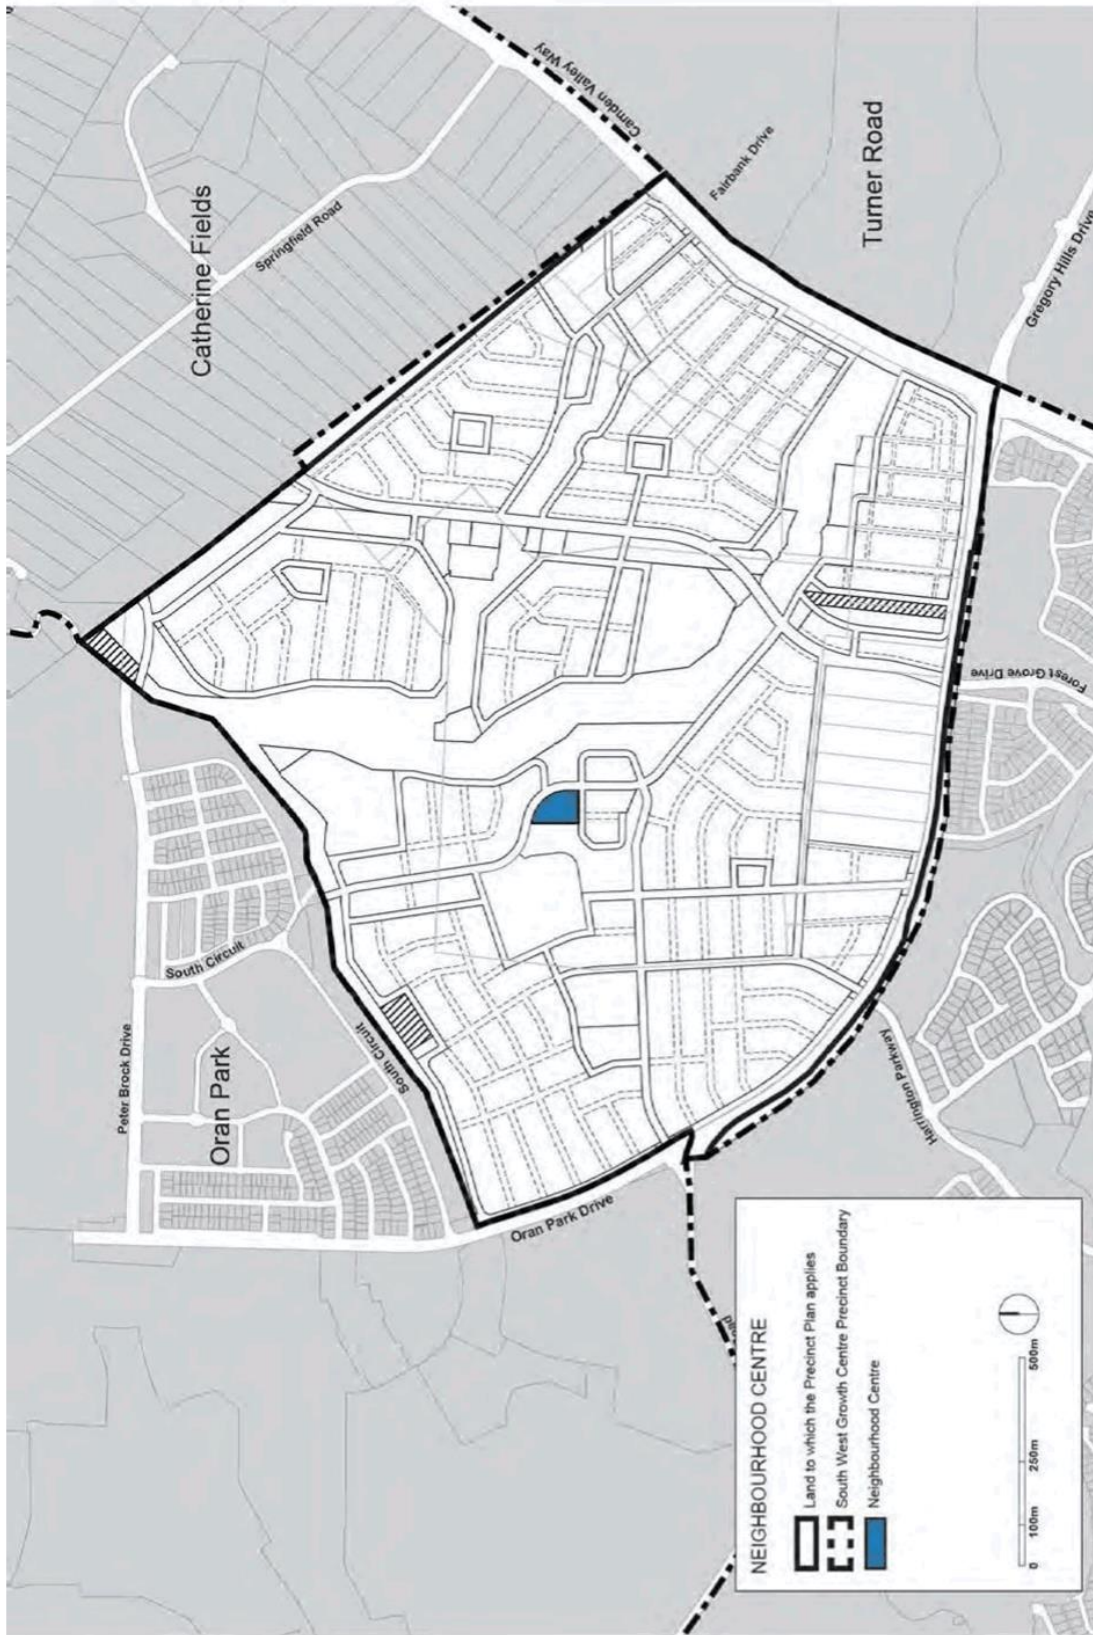 Catherine Fields
Springfield Road
Camden Valley Way
Fairbank Drive
Turner Road
Gregory Hills Drive
Forest Grove Drive
Harrington Parkway
South Circuit
Peter Brock Drive
Oran Park
South Circuit
Oran Park Drive
NEIGHBOURHOOD CENTRE
Land to which the Precinct Plan applies
South West Growth Centre Precinct Boundary
Neighbourhood Centre
0 100m 250m 500m